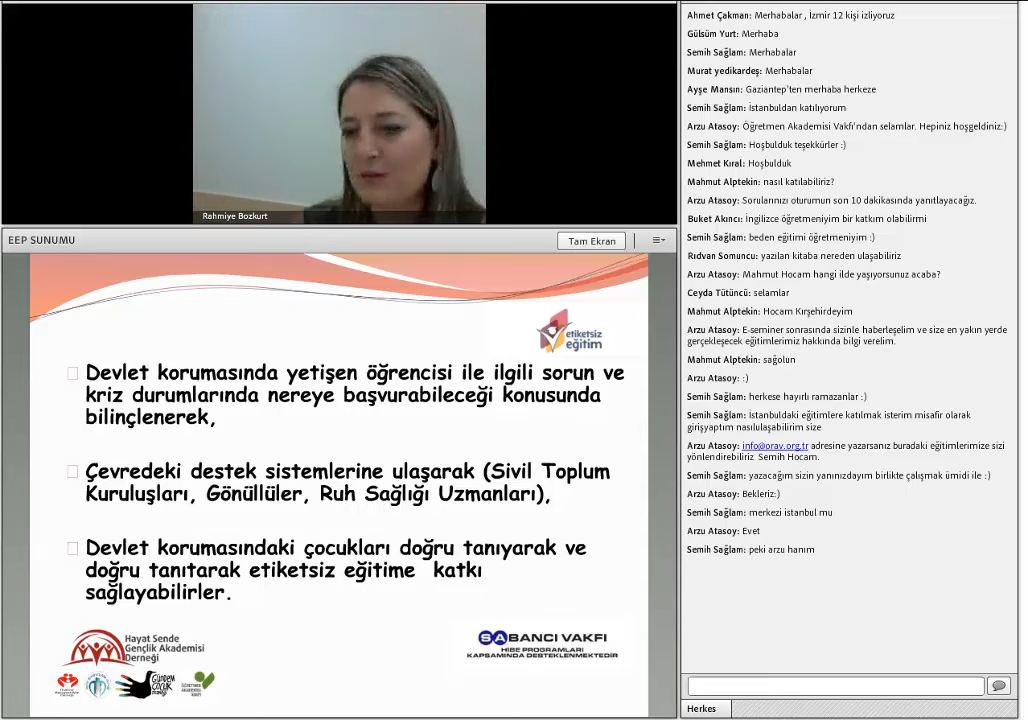 Rahmiye Bozkurt
EEP SUNUMU
Tam Ekran
etiketsiz
eğitim
Devlet korumasında yetişen öğrencisi ile ilgili sorun ve
kriz durumlarında nereye başvurabileceği konusunda
bilinçlenerek,
Çevredeki destek sistemlerine ulaşarak (Sivil Toplum
Kuruluşları, Gönüllüler, Ruh Sağlığı Uzmanları),
Devlet korumasındaki çocukları doğru tanıyarak ve
doğru tanıtarak etiketsiz eğitime katkı
sağlayabilirler.
Hayat Sende
Gençlik Akademisi
Derneği
Gündem
Çocuk
SABANCI VAKFI
HİBE PROGRAMLARI
KAPSAMINDA DESTEKLENMEKTEDİR
Ahmet Çakman: Merhabalar , İzmir 12 kişi izliyoruz
Gülsüm Yurt: Merhaba
Semih Sağlam: Merhabalar
Murat yedikardeş: Merhabalar
Ayşe Mansın: Gaziantep'ten merhaba herkeze
Semih Sağlam: İstanbuldan katılıyorum
Arzu Atasoy: Öğretmen Akademisi Vakfı'ndan selamlar. Hepiniz hoşgeldiniz:)
Semih Sağlam: Hoşbulduk teşekkürler :)
Mehmet Kıral: Hoşbulduk
Mahmut Alptekin: nasıl katılabiliriz?
Arzu Atasoy: Sorularınızı oturumun son 10 dakikasında yanıtlayacağız.
Buket Akıncı: İngilizce öğretmeniyim bir katkım olabilirmi
Semih Sağlam: beden eğitimi öğretmeniyim :)
Rıdvan Somuncu: yazılan kitaba nereden ulaşabiliriz
Arzu Atasoy: Mahmut Hocam hangi ilde yaşıyorsunuz acaba?
Ceyda Tütüncü: selamlar
Mahmut Alptekin: Hocam Kırşehirdeyim
Arzu Atasoy: E-seminer sonrasında sizinle haberleşelim ve size en yakın yerde
gerçekleşecek eğitimlerimiz hakkında bilgi verelim.
Mahmut Alptekin: sağolun
Arzu Atasoy: :)
Semih Sağlam: herkese hayırlı ramazanlar :)
Semih Sağlam: İstanbuldaki eğitimlere katılmak isterim misafir olarak
girişyaptım nasılulaşabilirim size
Arzu Atasoy: info@orav.org.tr adresine yazarsanız buradaki eğitimlerimize sizi
yönlendirebiliriz Semih Hocam.
Semih Sağlam: yazacağım sizin yanınızdayım birlikte çalışmak ümidi ile :)
Arzu Atasoy: Bekleriz:)
Semih Sağlam: merkezi istanbul mu
Arzu Atasoy: Evet
Semih Sağlam: peki arzu hanım
Herkes